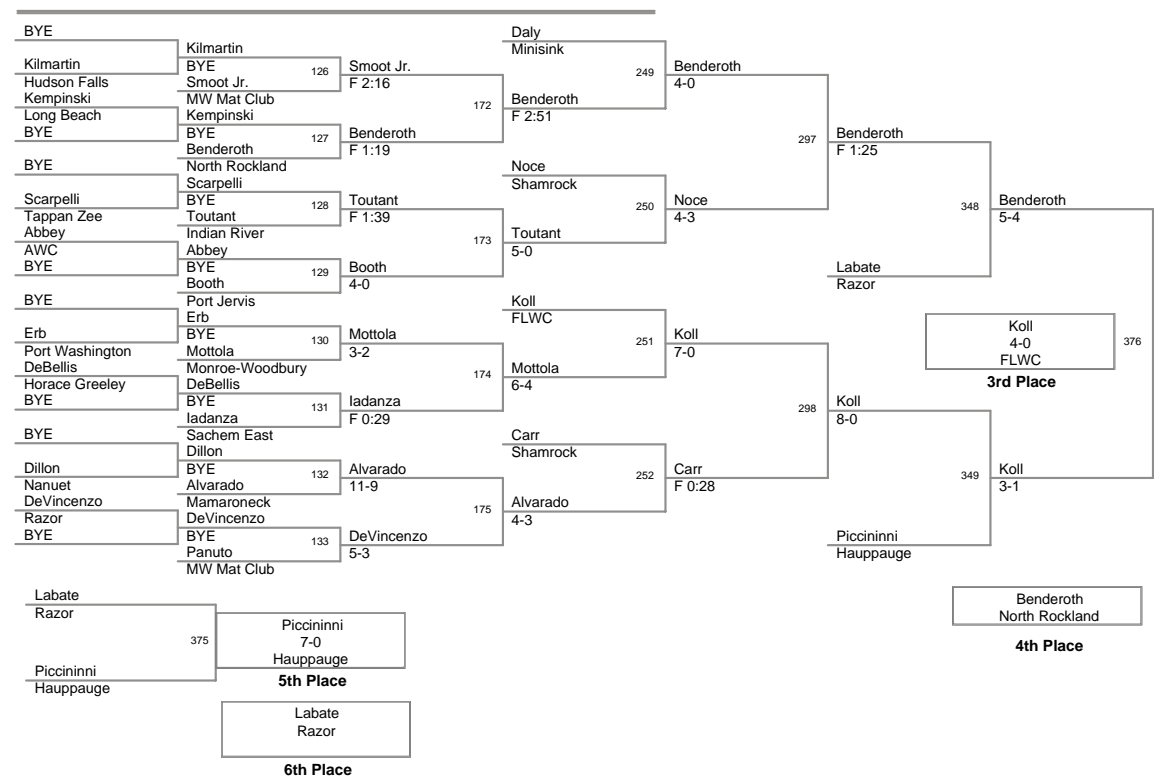 BYE
Kilmartin
Hudson Falls
Kempinski
Long Beach
BYE
BYE
Scarpelli
Tappan Zee
Abbey
AWC
BYE
BYE
Erb
Port Washington
DeBellis
Horace Greeley
BYE
BYE
Dillon
Nanuet
DeVincenzo
Razor
BYE
Kilmartin
BYE
126
Smoot Jr.
MW Mat Club
Kempinski
BYE
127
Benderoth
North Rockland
Scarpelli
BYE
128
Toutant
Indian River
Abbey
BYE
129
Booth
Port Jervis
Erb
BYE
130
Mottola
Monroe-Woodbury
DeBellis
BYE
131
Iadanza
Sachem East
Dillon
BYE
132
Alvarado
Mamaroneck
DeVincenzo
BYE
133
Panuto
MW Mat Club
Smoot Jr.
F 2:16
172
Benderoth
F 1:19
Toutant
F 1:39
173
Booth
4-0
Mottola
3-2
174
Iadanza
F 0:29
Alvarado
11-9
175
DeVincenzo
5-3
Daly
Minisink
249
Benderoth
F 2:51
Noce
Shamrock
250
Toutant
5-0
Koll
FLWC
251
Mottola
6-4
Carr
Shamrock
252
Alvarado
4-3
Benderoth
4-0
297
Noce
4-3
Koll
7-0
298
Carr
F 0:28
Benderoth
F 1:25
348
Labate
Razor
Koll
8-0
349
Piccininni
Hauppauge
Benderoth
5-4
376
Koll
3-1
Koll
4-0
FLWC
3rd Place
Benderoth
North Rockland
4th Place
Labate
Razor
375
Piccininni
Hauppauge
Piccininni
7-0
Hauppauge
5th Place
Labate
Razor
6th Place